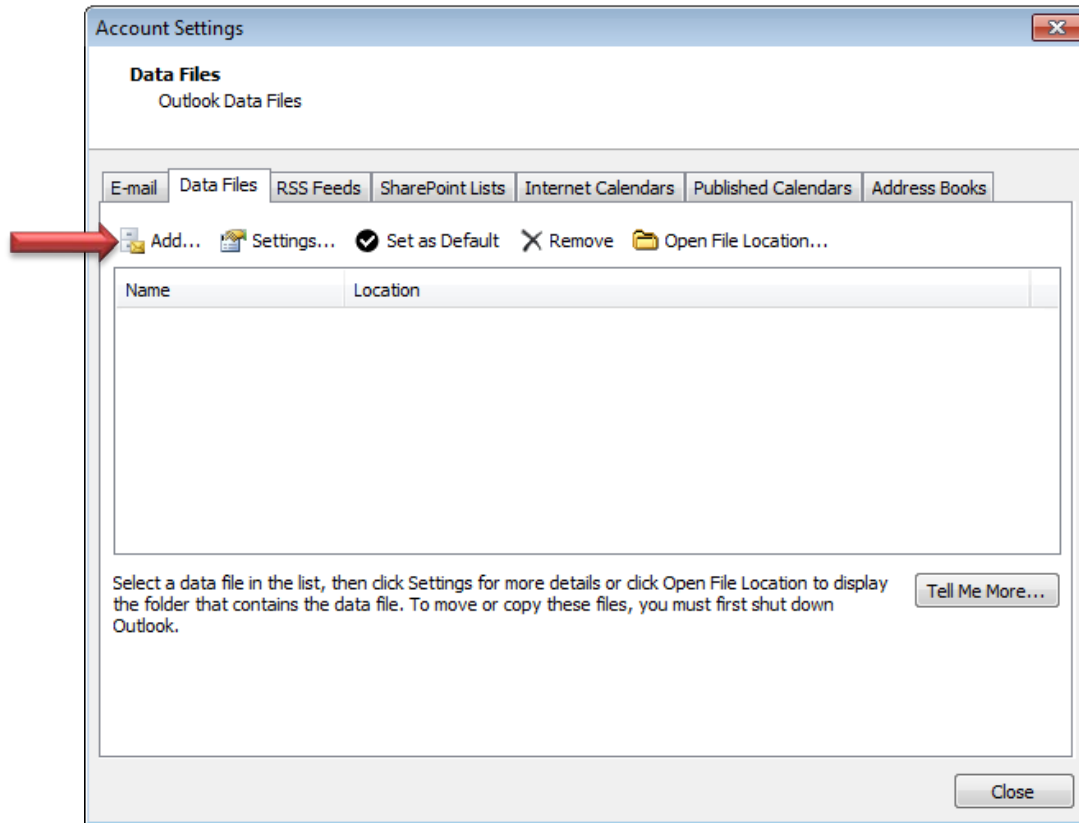 Account Settings
Data Files
Outlook Data Files
E-mail Data Files RSS Feeds SharePoint Lists Internet Calendars Published Calendars Address Books
Add... Settings... Set as Default Remove Open File Location...
Name Location
Select a data file in the list, then click Settings for more details or click Open File Location to display
the folder that contains the data file. To move or copy these files, you must first shut down
Outlook.
Tell Me More...
Close